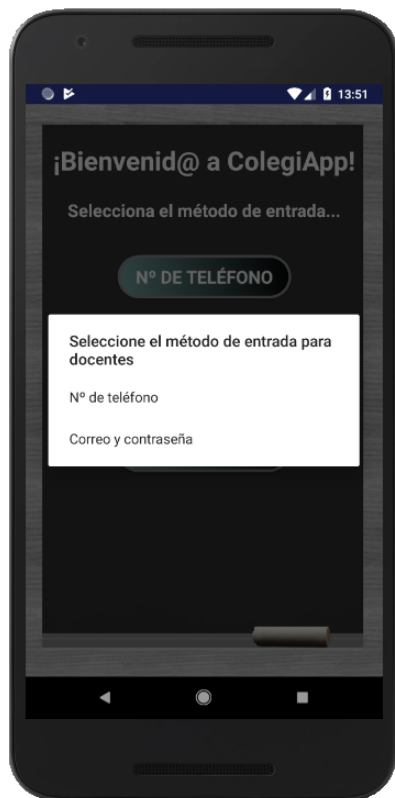 13:51
¡Bienvenid@ a ColegiApp!
Selecciona el método de entrada...
Nº DE TELÉFONO
Seleccione el método de entrada para
docentes
Nº de teléfono
Correo y contraseña